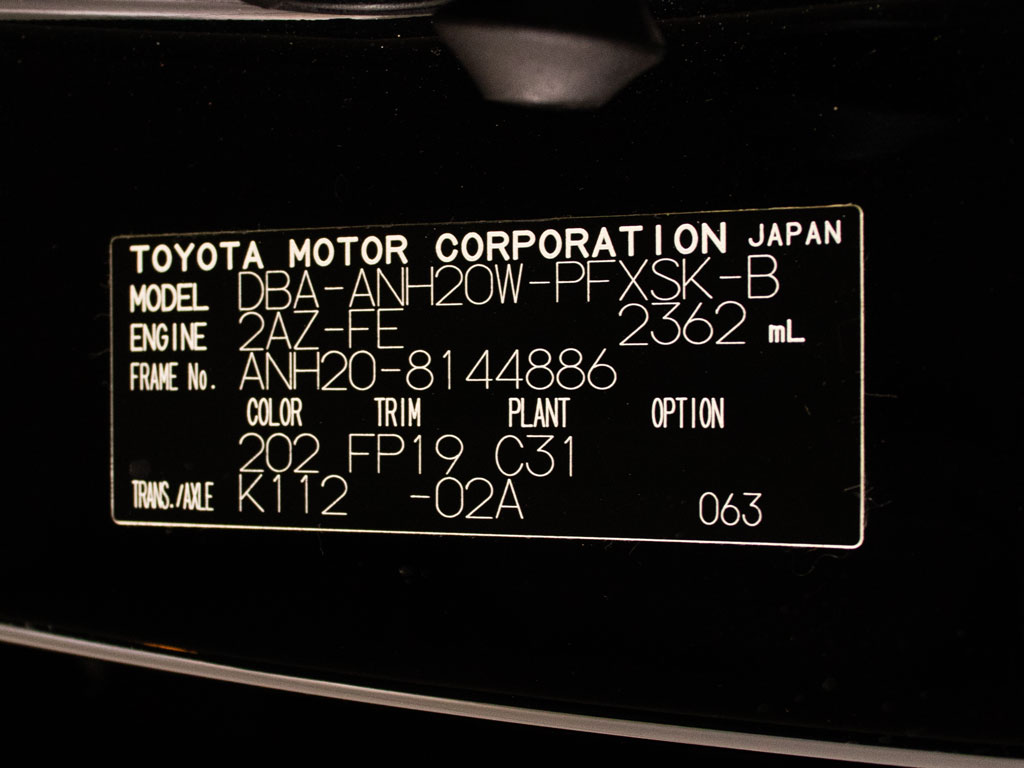 TOYOTA MOTOR CORPORATION JAPAN
MODEL DBA-ANH20W-PFXSK-B
ENGINE 2AZ-FE 2362 mL
FRAME No. ANH20-8144886
COLOR TRIM PLANT OPTION
202 FP19 C31
TRANS./AXLE K112 -02A 063